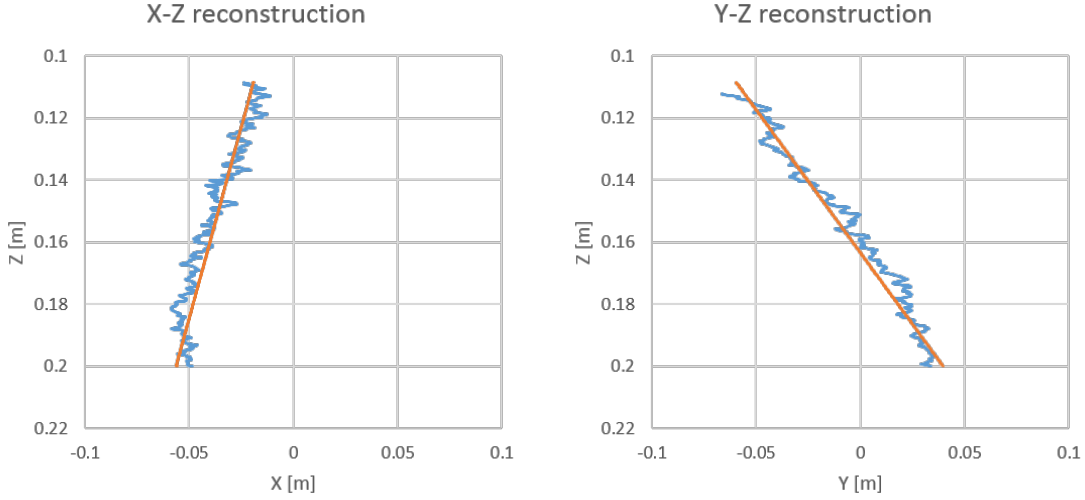 X-Z reconstruction
0.1
0.12
0.14
0.16
0.18
0.2
0.22
Z [m]
-0.1 -0.05 0 0.05 0.1
X [m]
Y-Z reconstruction
0.1
0.12
0.14
0.16
0.18
0.2
0.22
Z [m]
-0.1 -0.05 0 0.05 0.1
Y [m]